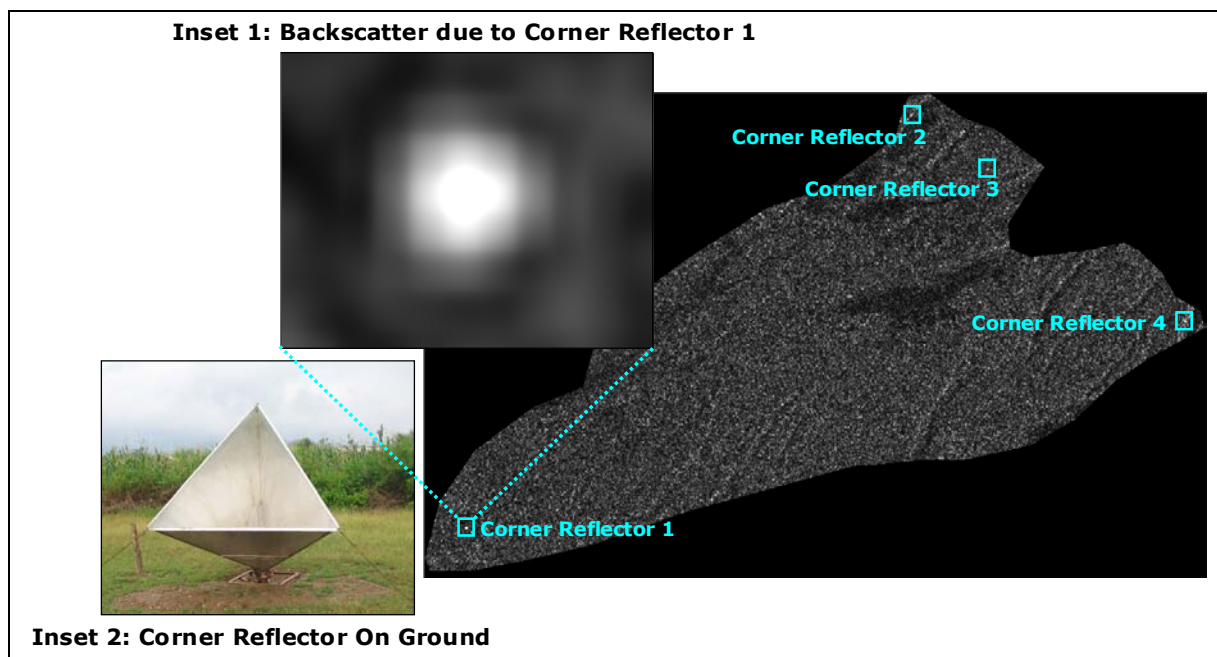 Inset 1: Backscatter due to Corner Reflector 1
Corner Reflector 2
Corner Reflector 3
Corner Reflector 4
Corner Reflector 1
Inset 2: Corner Reflector On Ground